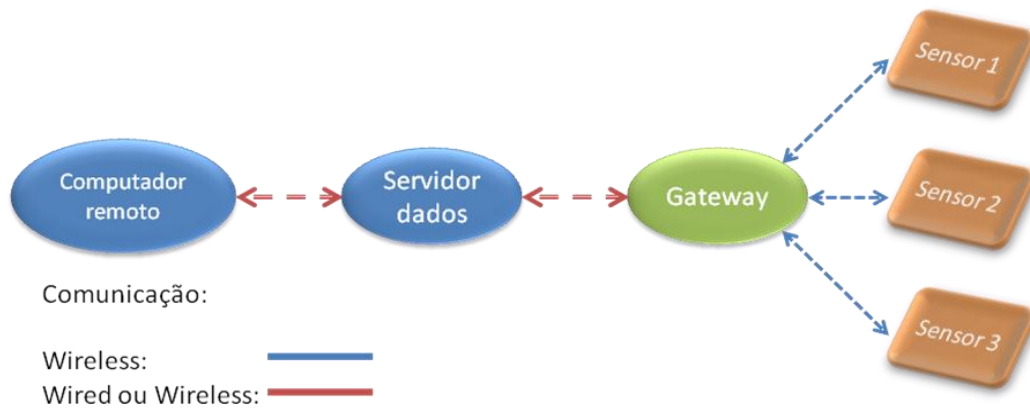 Computador
remoto
Servidor
dados
Gateway
Sensor 1
Sensor 2
Sensor 3
Comunicação:
Wireless:
Wired ou Wireless: